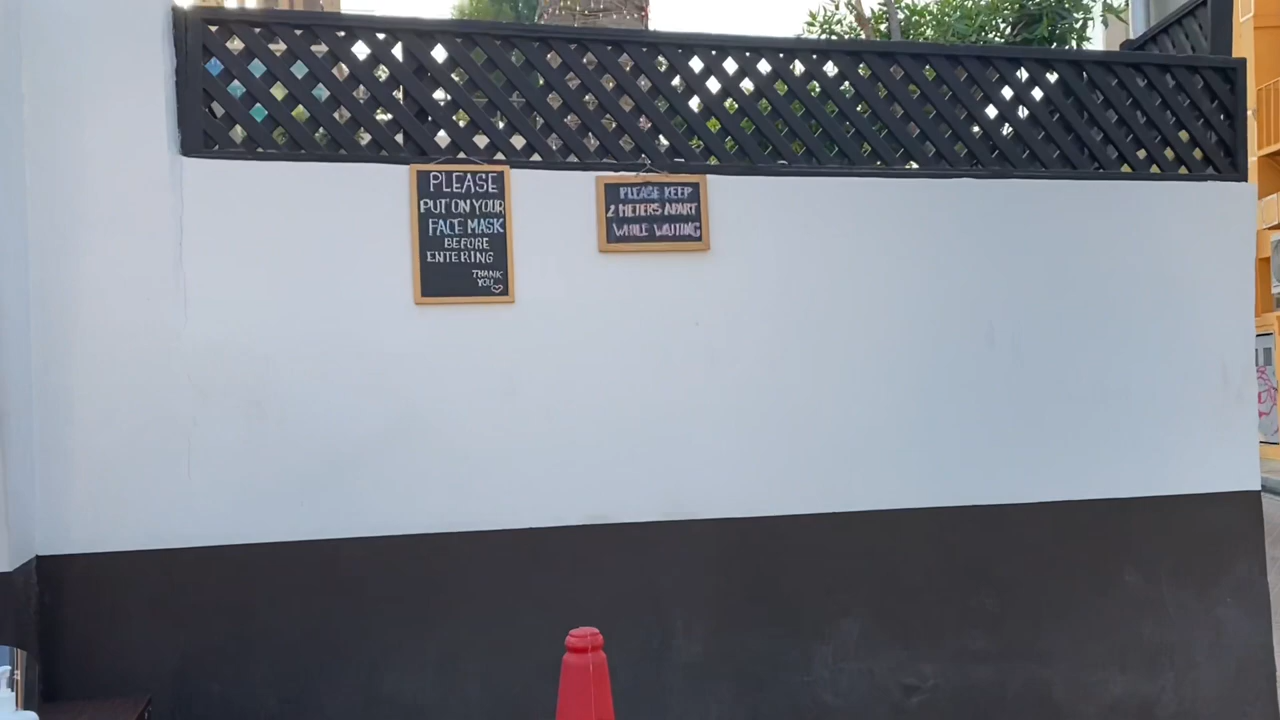 PLEASE
PUT ON YOUR
FACE MASK
BEFORE
ENTERING
THANK
YOU
PLEASE KEEP
2 METERS APART
WHILE WAITING